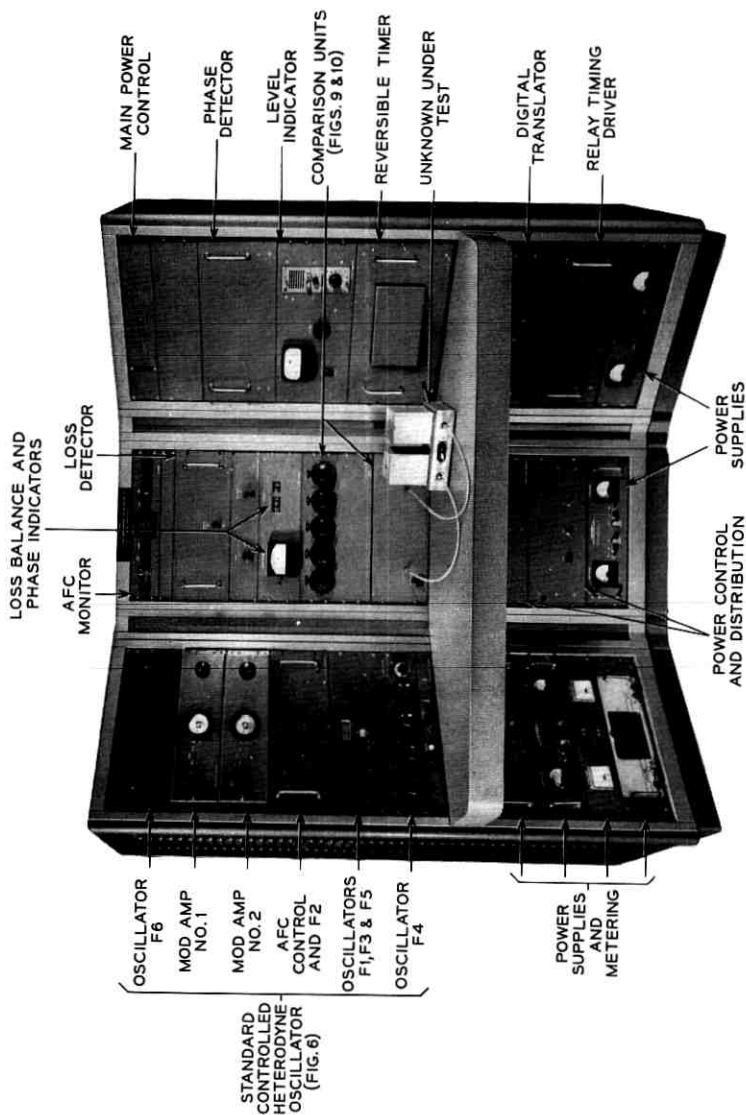 LOSS BALANCE AND
PHASE INDICATORS
AFC
MONITOR
LOSS
DETECTOR
MAIN POWER
CONTROL
PHASE
DETECTOR
LEVEL
INDICATOR
COMPARISON UNITS
(FIGS. 9 & 10)
REVERSIBLE TIMER
UNKNOWN UNDER
TEST
DIGITAL
TRANSLATOR
RELAY TIMING
DRIVER
OSCILLATOR
F6
MOD AMP
NO. 1
MOD AMP
NO. 2
AFC
CONTROL
AND F2
OSCILLATORS
F1, F3 & F5
OSCILLATOR
F4
STANDARD
CONTROLLED
HETERODYNE
OSCILLATOR
(FIG. 6)
POWER
SUPPLIES
AND
METERING
POWER CONTROL
AND DISTRIBUTION
POWER
SUPPLIES